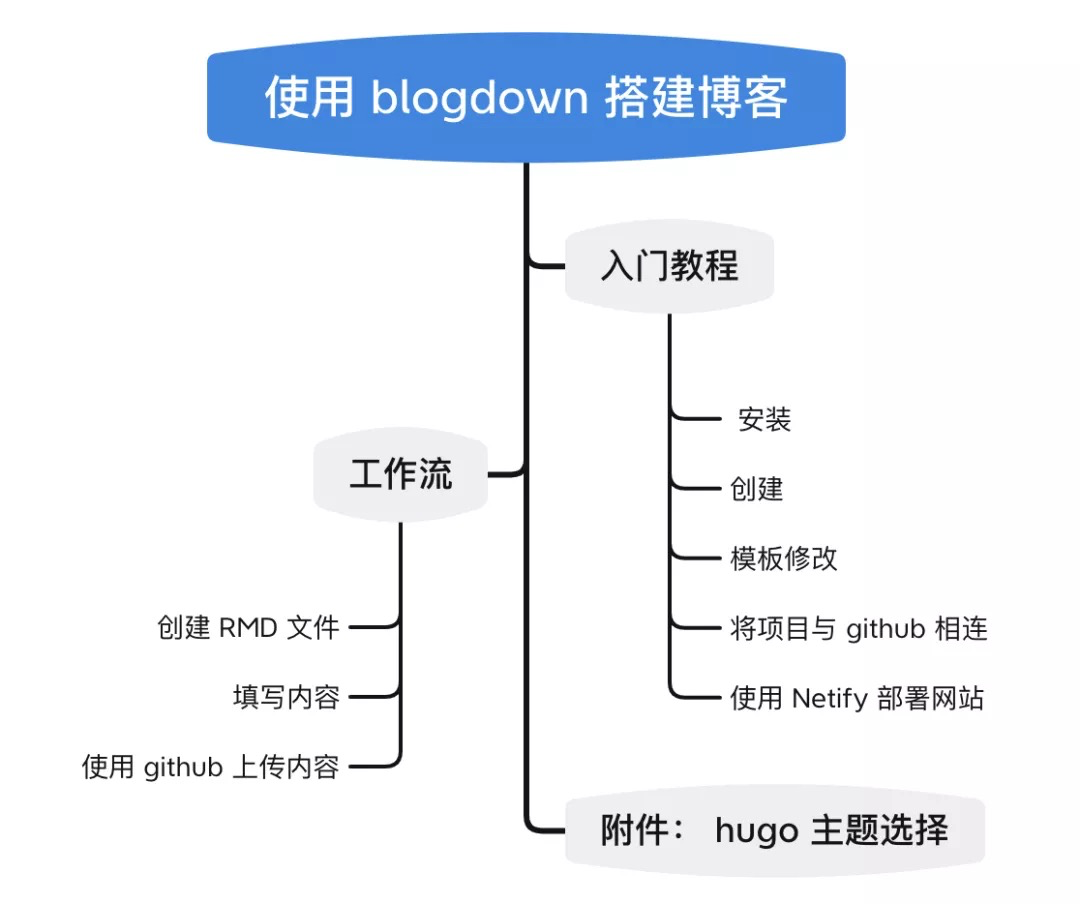 使用 blogdown 搭建博客
入门教程
安装
创建
模板修改
将项目与 github 相连
使用 Netify 部署网站
工作流
创建 RMD 文件
填写内容
使用 github 上传内容
附件： hugo 主题选择